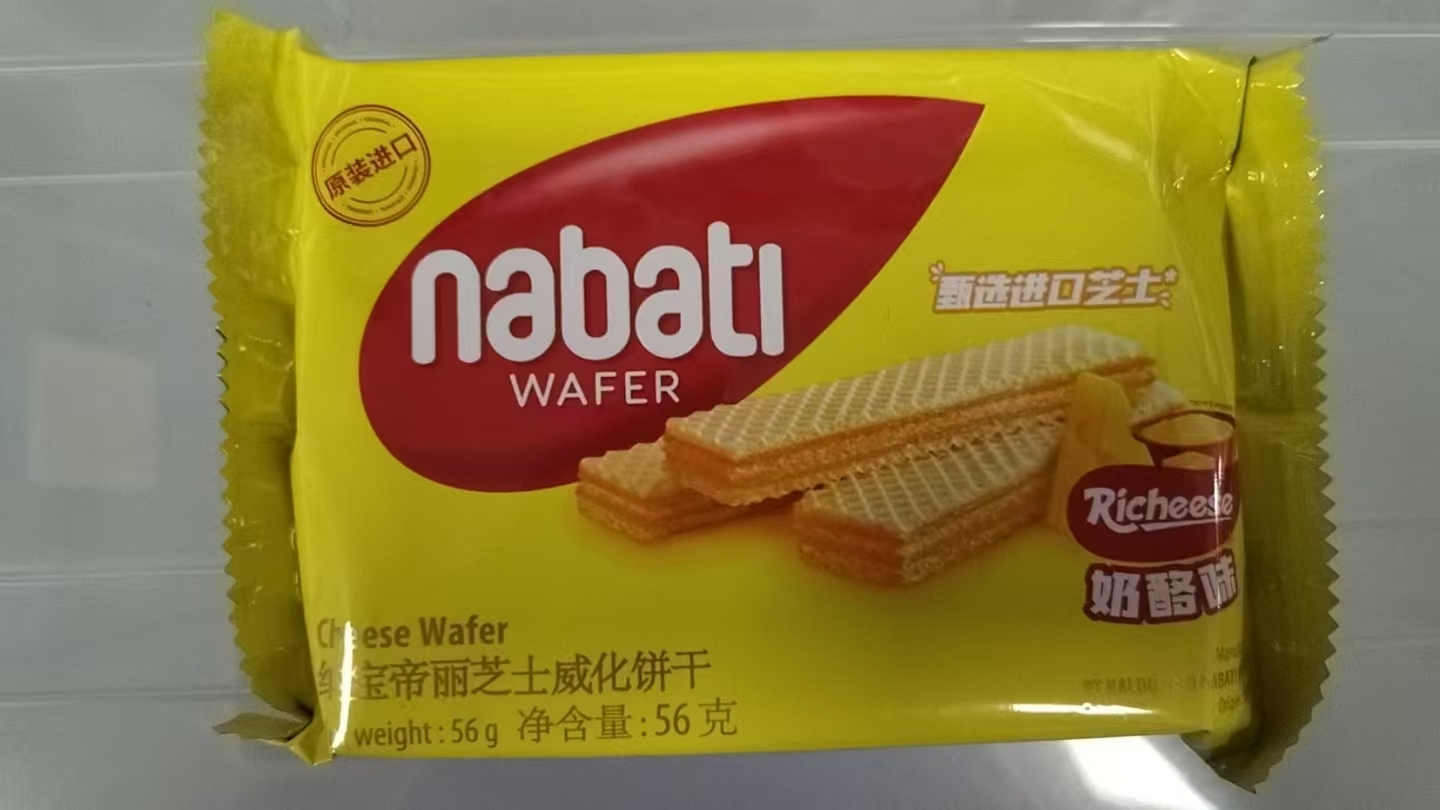 原装进口
nabati
WAFER
甄选进口芝士
Richeese
奶酪味
Cheese Wafer
宝帝丽芝士威化饼干
weight : 56 g 净含量 : 56 克